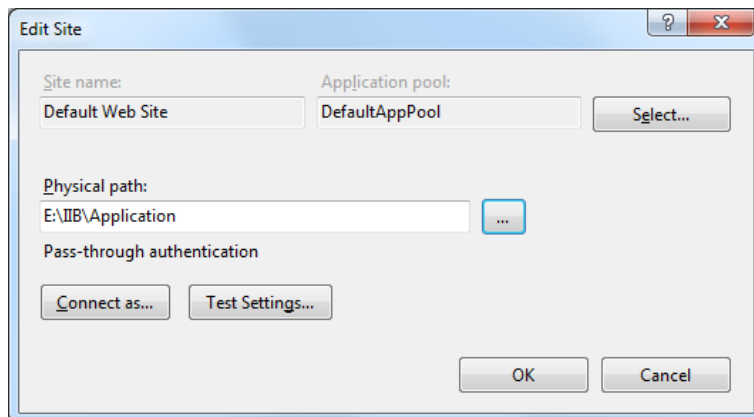 Edit Site
Site name: Application pool:
Default Web Site DefaultAppPool Select...
Physical path:
E:\IIB\Application ...
Pass-through authentication
Connect as... Test Settings...
OK Cancel